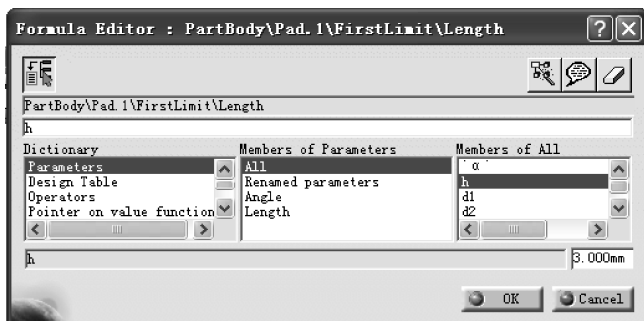 Formula Editor : PartBody\Pad.1\FirstLimit\Length
PartBody\Pad.1\FirstLimit\Length
h
Dictionary Members of Parameters Members of All
Parameters All `α`
Design Table Renamed parameters h
Operators Angle d1
Pointer on value function Length d2
h 3.000mm
OK Cancel